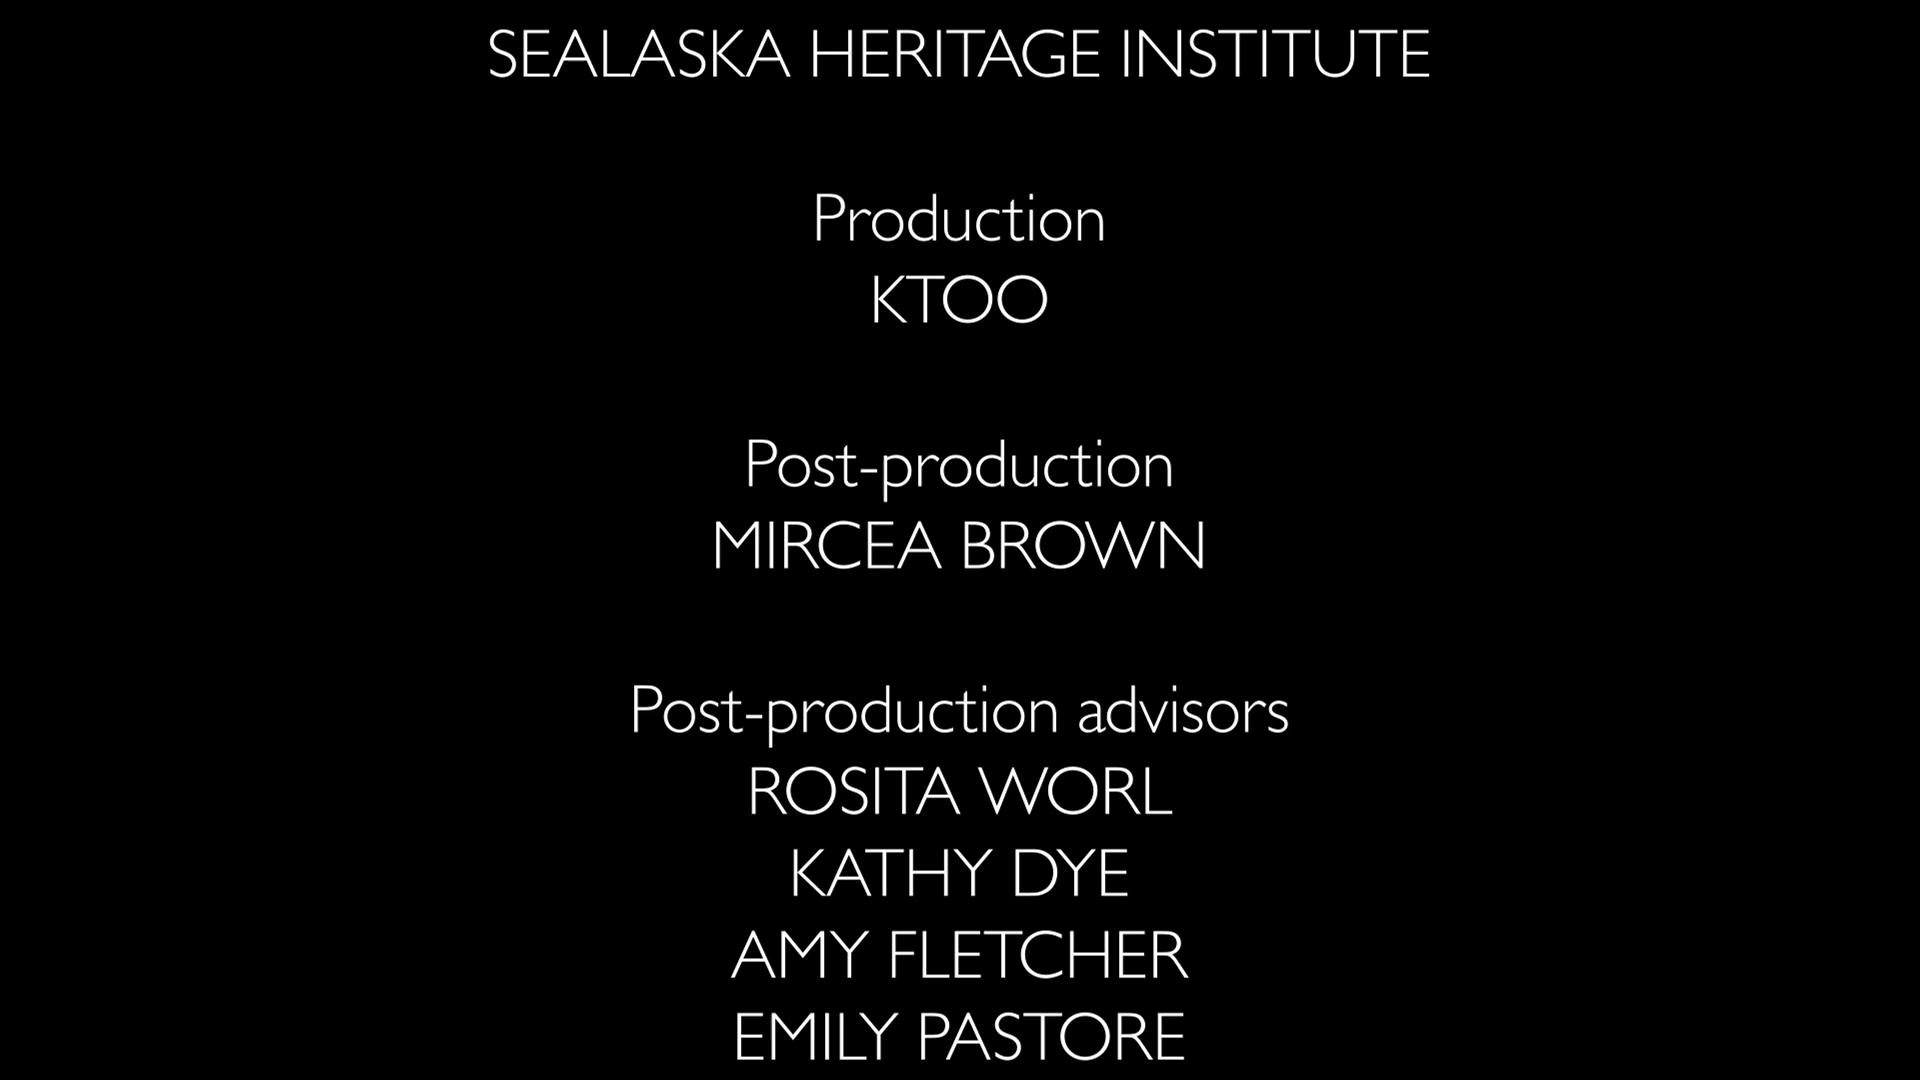 SEALASKA HERITAGE INSTITUTE
Production
KTOO
Post-production
MIRCEA BROWN
Post-production advisors
ROSITA WORL
KATHY DYE
AMY FLETCHER
EMILY PASTORE